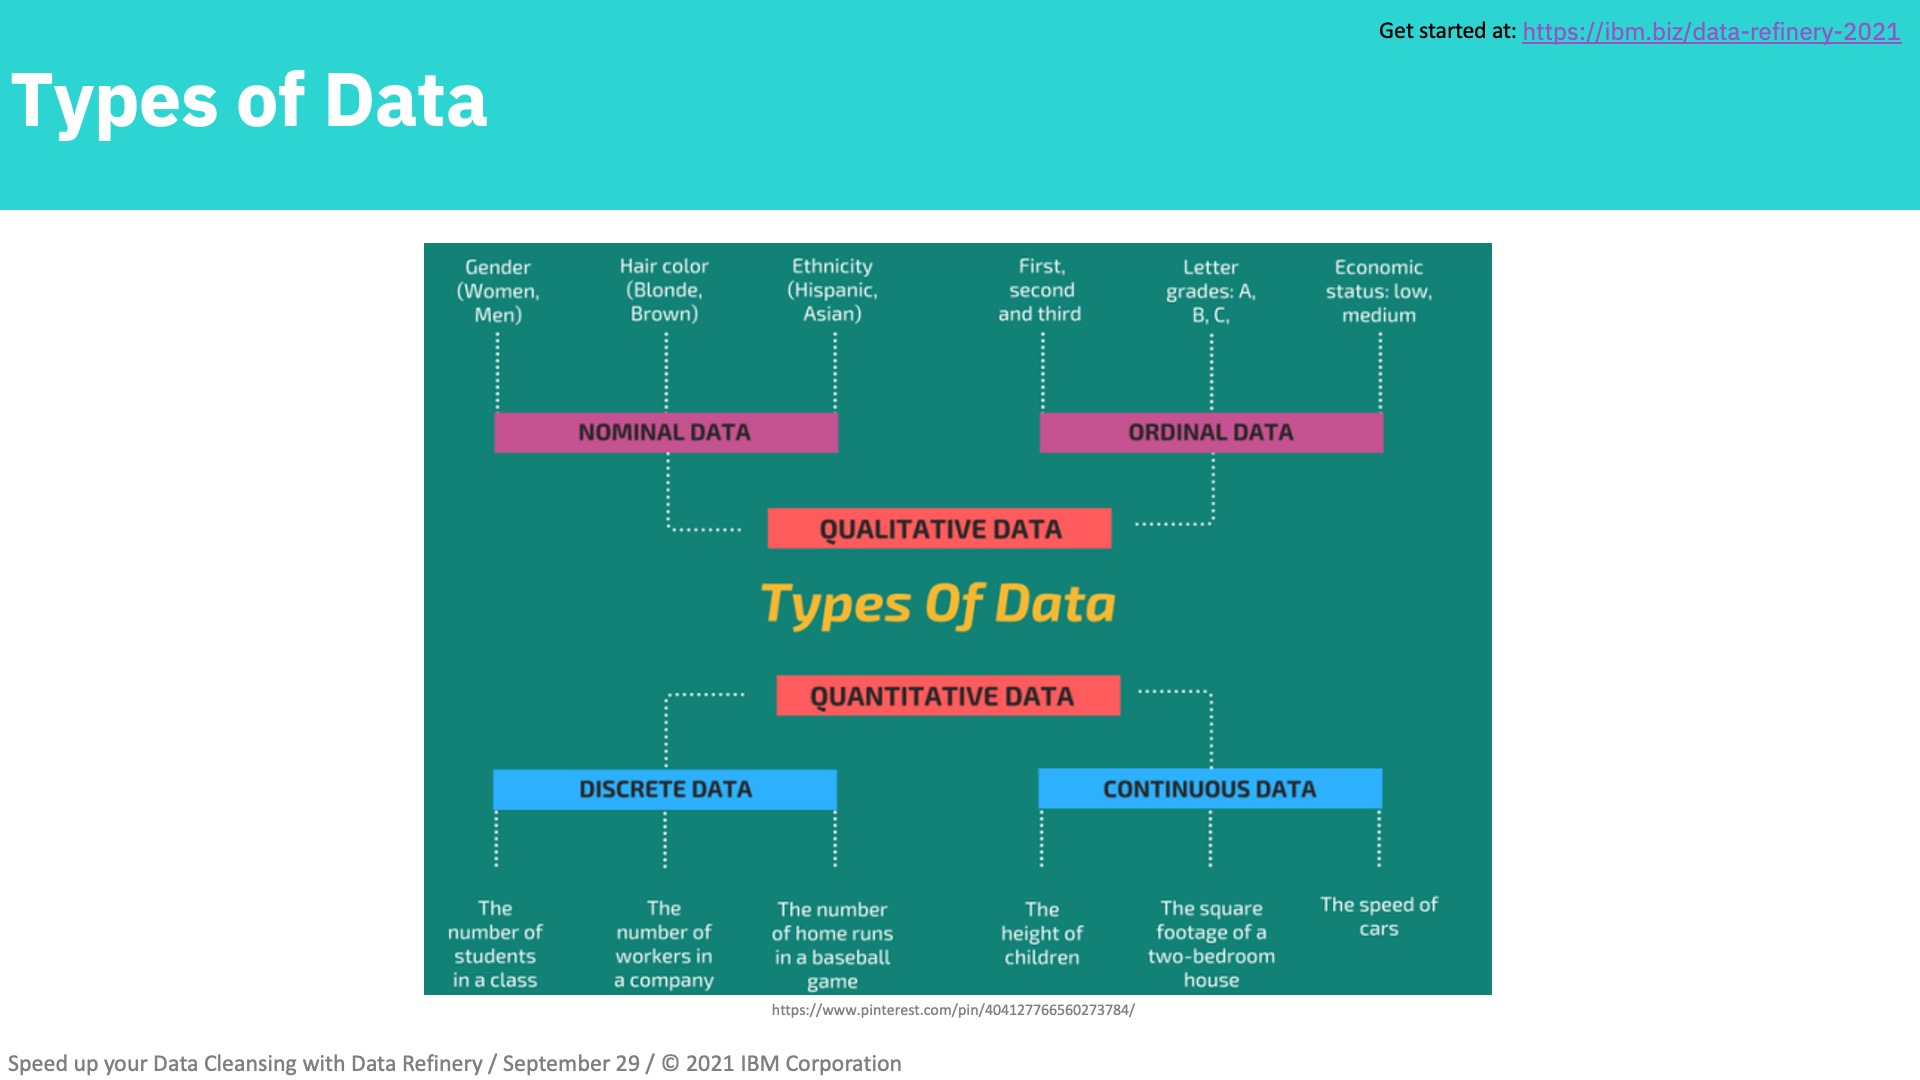 Get started at: https://ibm.biz/data-refinery-2021
Types of Data
Gender
(Women,
Men)
Hair color
(Blonde,
Brown)
Ethnicity
(Hispanic,
Asian)
First,
second
and third
Letter
grades: A,
B, C,
Economic
status: low,
medium
NOMINAL DATA
ORDINAL DATA
QUALITATIVE DATA
Types Of Data
QUANTITATIVE DATA
DISCRETE DATA
CONTINUOUS DATA
The
number of
students
in a class
The
number of
workers in
a company
The number
of home runs
in a baseball
game
The
height of
children
The square
footage of a
two-bedroom
house
The speed of
cars
https://www.pinterest.com/pin/404127766560273784/
Speed up your Data Cleansing with Data Refinery / September 29 / © 2021 IBM Corporation